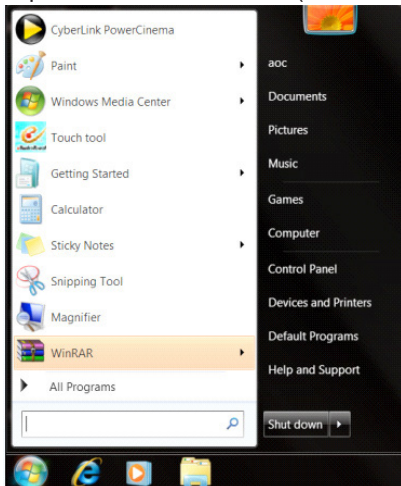 CyberLink PowerCinema
Paint
Windows Media Center
Touch tool
Getting Started
Calculator
Sticky Notes
Snipping Tool
Magnifier
WinRAR
All Programs
aoc
Documents
Pictures
Music
Games
Computer
Control Panel
Devices and Printers
Default Programs
Help and Support
Shut down